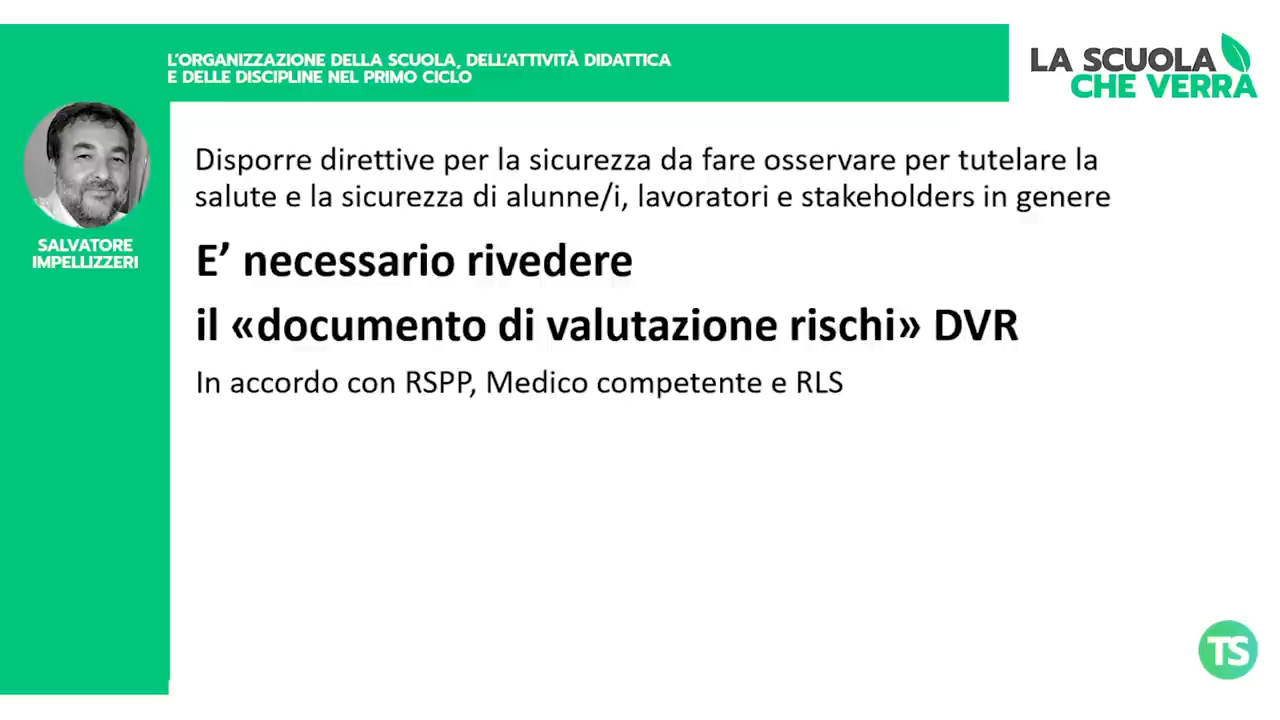 L'ORGANIZZAZIONE DELLA SCUOLA, DELL'ATTIVITÀ DIDATTICA
E DELLE DISCIPLINE NEL PRIMO CICLO
LA SCUOLA
CHE VERRÀ
SALVATORE
IMPELLIZZERI
Disporre direttive per la sicurezza da fare osservare per tutelare la
salute e la sicurezza di alunne/i, lavoratori e stakeholders in genere
E' necessario rivedere
il «documento di valutazione rischi» DVR
In accordo con RSPP, Medico competente e RLS
TS